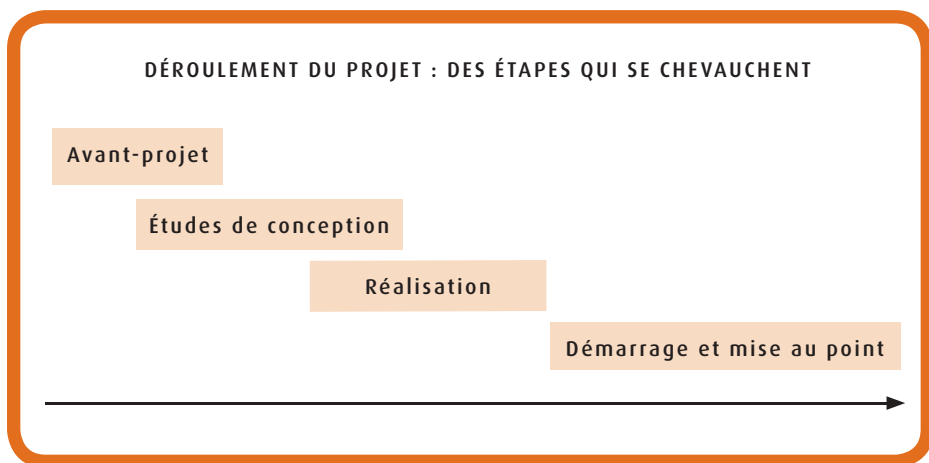 DÉROULEMENT DU PROJET : DES ÉTAPES QUI SE CHEVAUCHENT
Avant-projet
Études de conception
Réalisation
Démarrage et mise au point